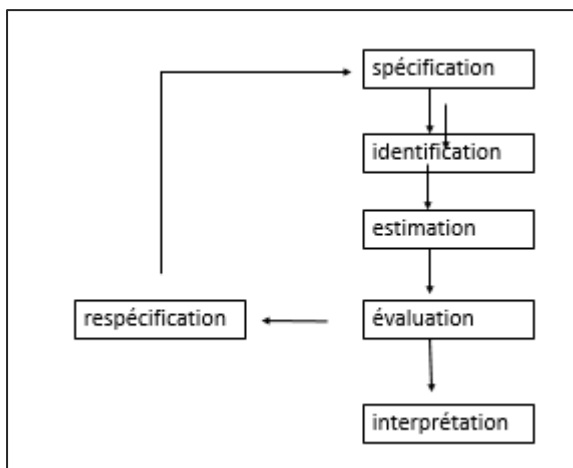 spécification
identification
estimation
respécification
évaluation
interprétation